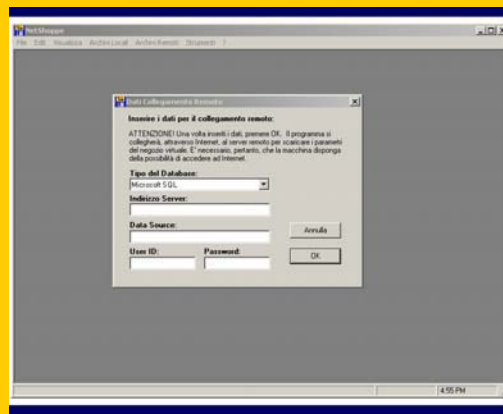 NetShoppe
File Edit Visualizza Archivi Locali Archivi Remoti Strumenti ?
Dati Collegamento Remoto
Inserire i dati per il collegamento remoto:
ATTENZIONE! Una volta inseriti i dati, premere OK. Il programma si
collegherà, attraverso Internet, al server remoto per scaricare i parametri
del negozio virtuale. E' necessario, pertanto, che la macchina disponga
della possibilità di accedere ad Internet.
Tipo del Database:
Microsoft SQL
Indirizzo Server:
Data Source:
Annulla
User ID: Password:
OK
4:55 PM